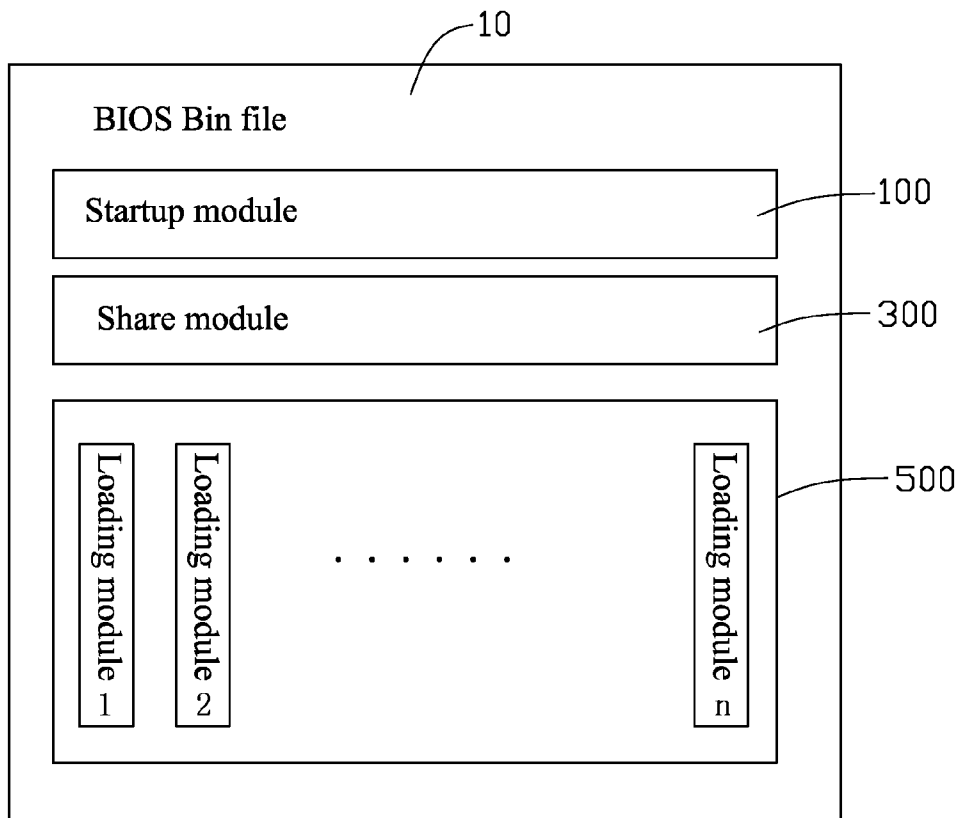 10
BIOS Bin file
Startup module
100
Share module
300
Loading module 1
Loading module 2
. . . . . .
Loading module n
500